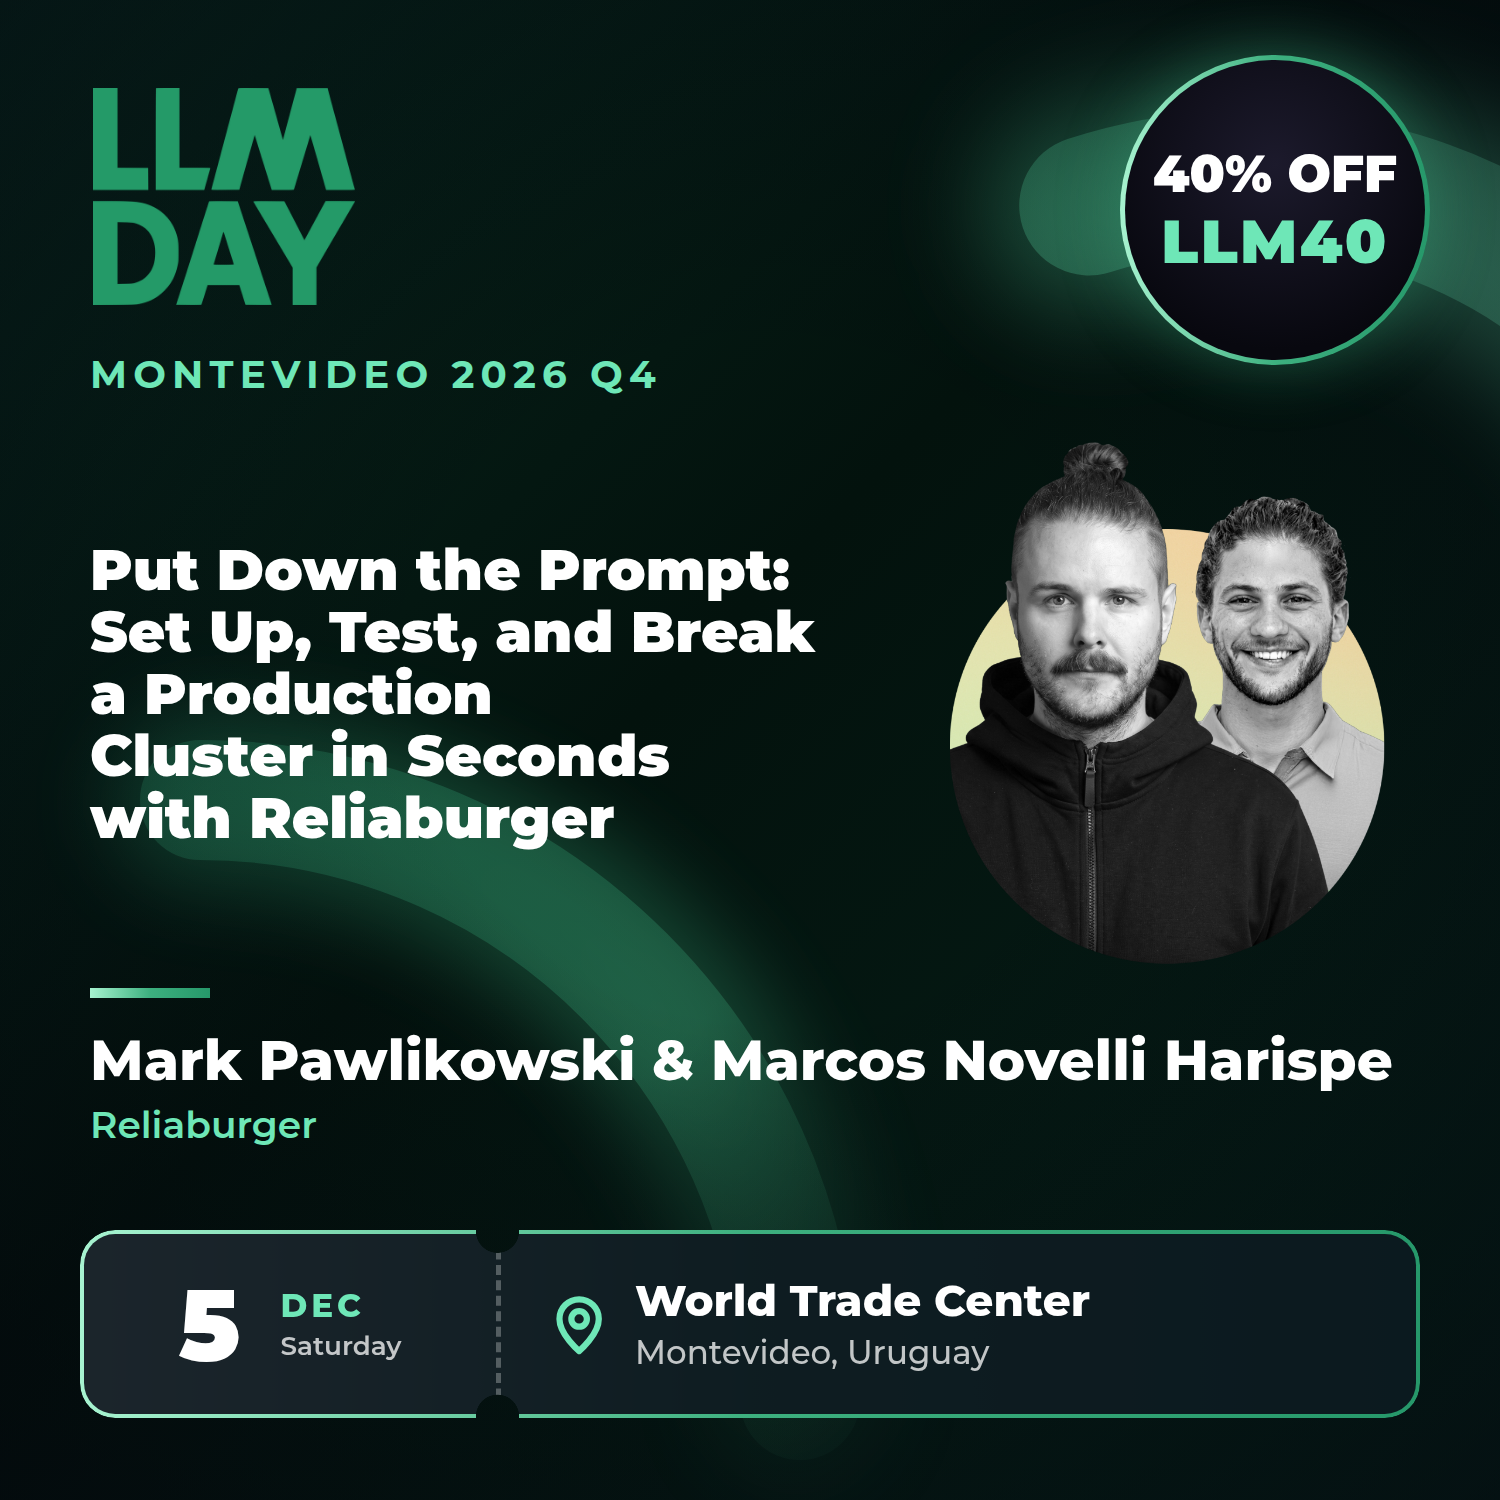 LLM
DAY
MONTEVIDEO 2026 Q4
40% OFF
LLM40
Put Down the Prompt:
Set Up, Test, and Break
a Production
Cluster in Seconds
with Reliaburger
Mark Pawlikowski & Marcos Novelli Harispe
Reliaburger
5
DEC
Saturday
World Trade Center
Montevideo, Uruguay